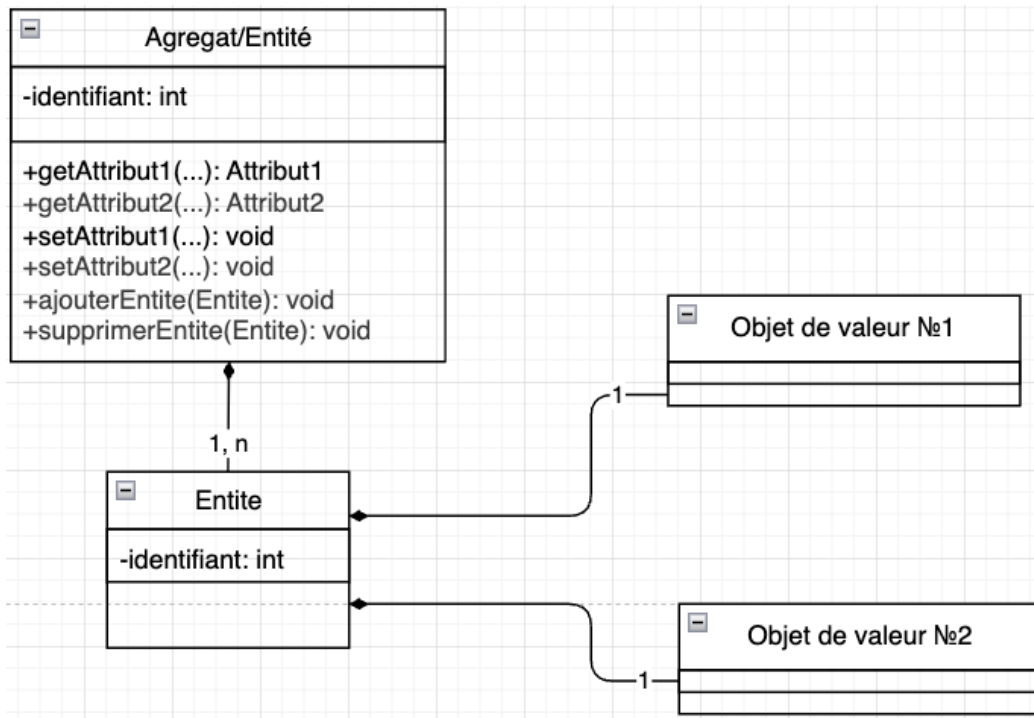 Agregat/Entité
-identifiant: int
+getAttribut1(...): Attribut1
+getAttribut2(...): Attribut2
+setAttribut1(...): void
+setAttribut2(...): void
+ajouterEntite(Entite): void
+supprimerEntite(Entite): void
1, n
Entite
-identifiant: int
Objet de valeur №1
1
Objet de valeur №2
1